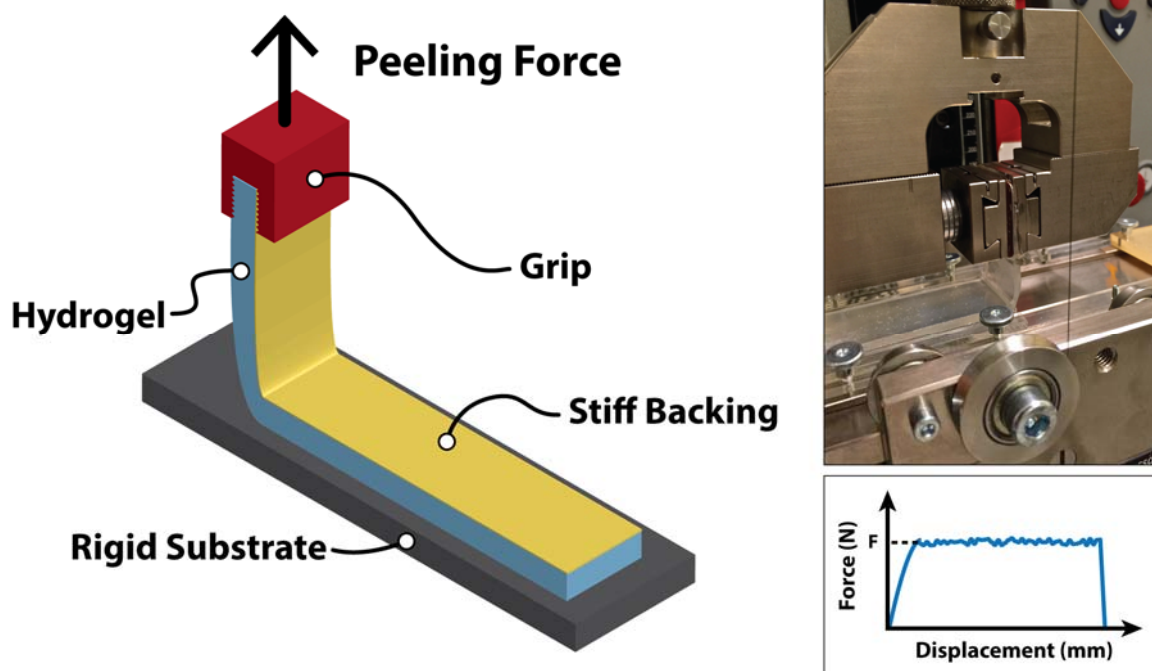 Peeling Force
Grip
Hydrogel
Stiff Backing
Rigid Substrate
Force (N)
F
Displacement (mm)